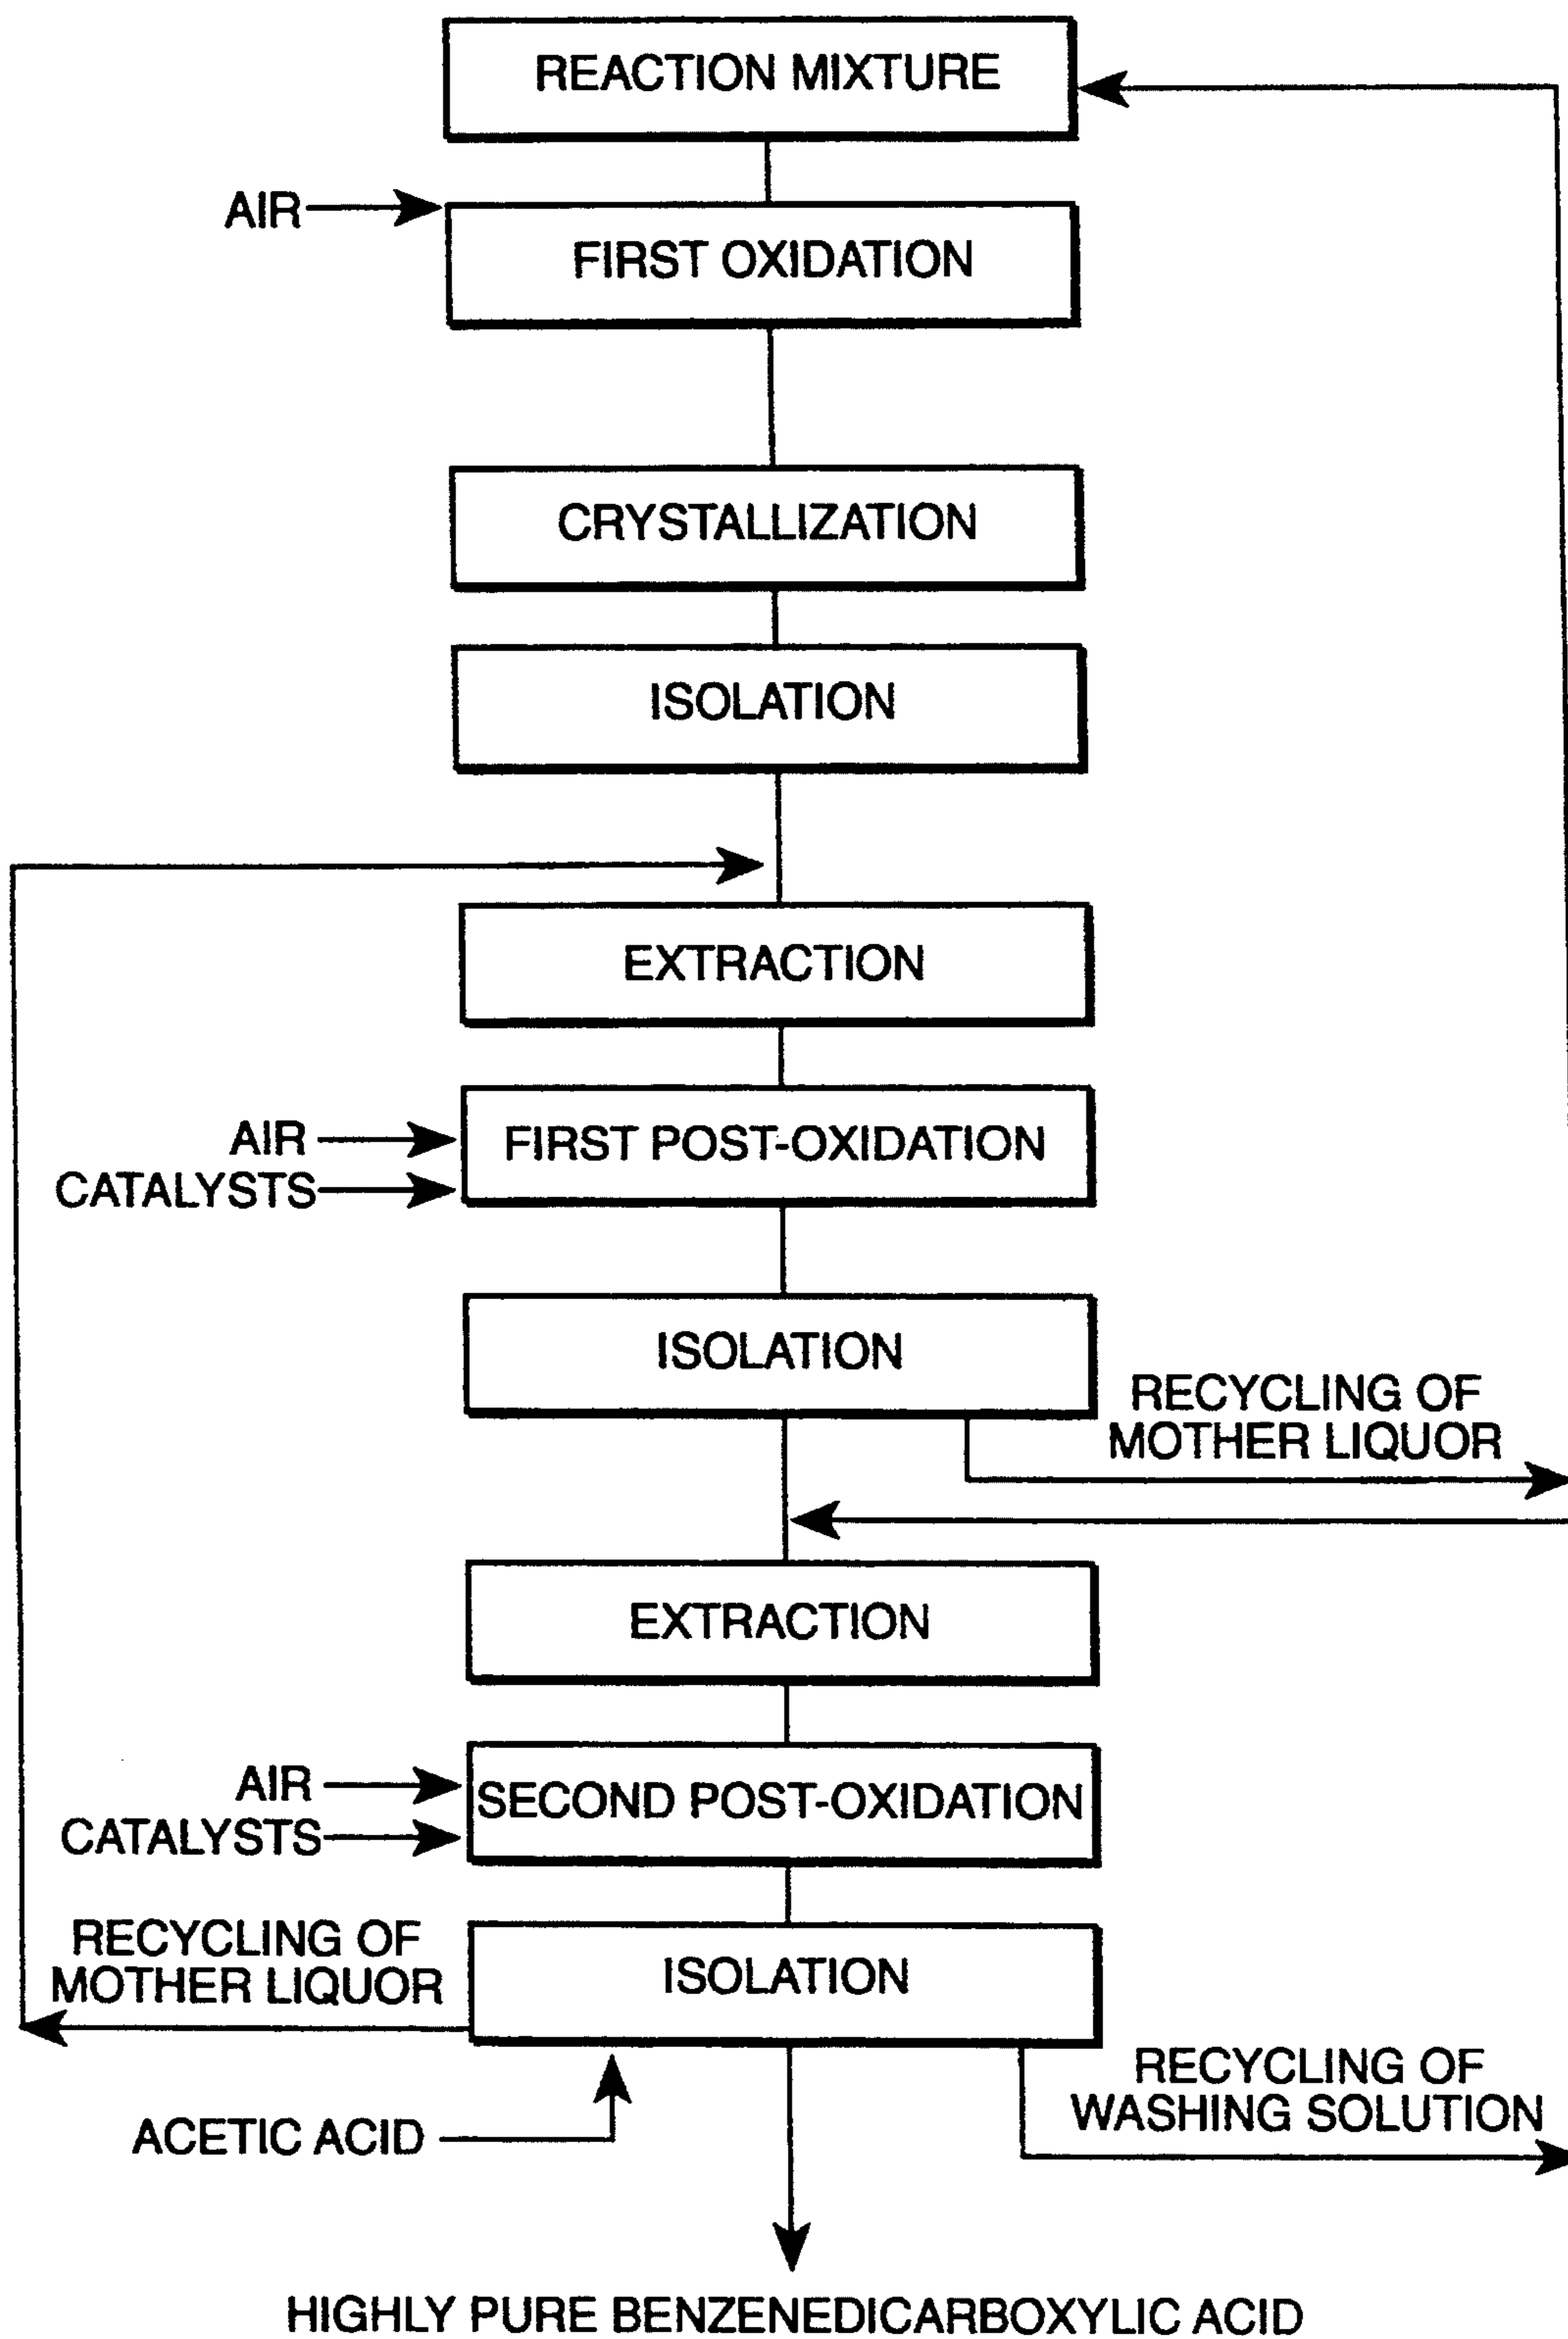 REACTION MIXTURE
AIR
FIRST OXIDATION
CRYSTALLIZATION
ISOLATION
EXTRACTION
AIR
FIRST POST-OXIDATION
CATALYSTS
ISOLATION
RECYCLING OF
MOTHER LIQUOR
EXTRACTION
AIR
SECOND POST-OXIDATION
CATALYSTS
RECYCLING OF
MOTHER LIQUOR
ISOLATION
RECYCLING OF
WASHING SOLUTION
ACETIC ACID
HIGHLY PURE BENZENEDICARBOXYLIC ACID